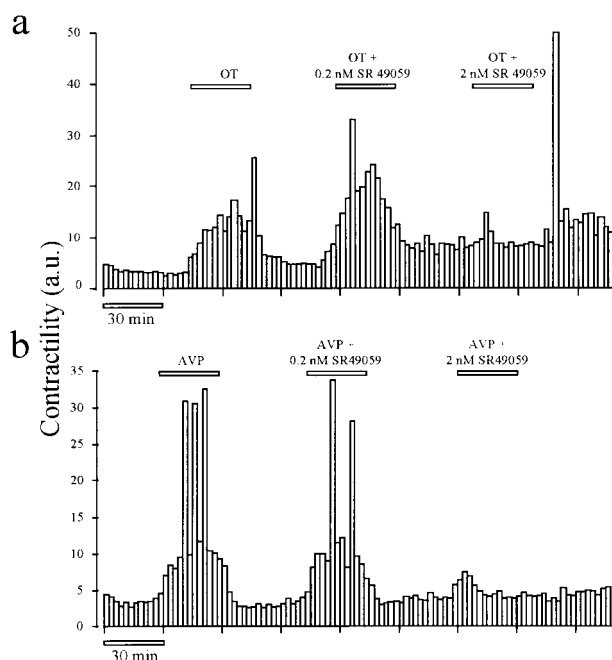 a
50
OT
OT +
0.2 nM SR 49059
OT +
2 nM SR 49059
40
30
20
10
0
30 min
Contractility (a.u.)
b
AVP
AVP +
0.2 nM SR49059
AVP +
2 nM SR49059
35
30
25
20
15
10
5
0
30 min